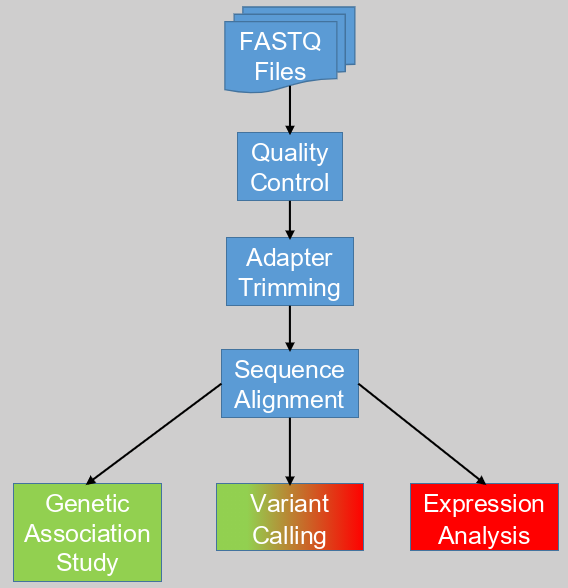 FASTQ
Files
Quality
Control
Adapter
Trimming
Sequence
Alignment
Genetic
Association
Study
Variant
Calling
Expression
Analysis